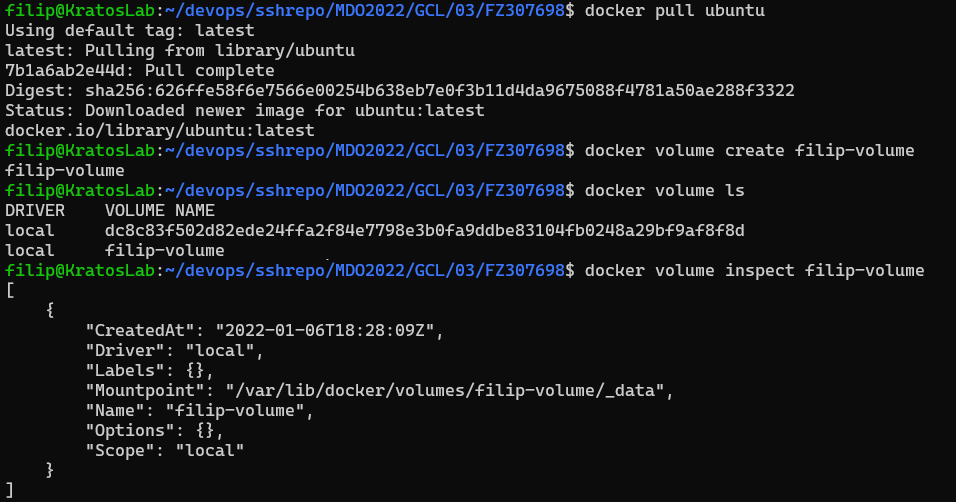 filip@KratosLab:~/devops/sshrepo/MDO2022/GCL/03/FZ307698$ docker pull ubuntu
Using default tag: latest
latest: Pulling from library/ubuntu
7b1a6ab2e44d: Pull complete
Digest: sha256:626ffe58f6e7566e00254b638eb7e0f3b11d4da9675088f4781a50ae288f3322
Status: Downloaded newer image for ubuntu:latest
docker.io/library/ubuntu:latest
filip@KratosLab:~/devops/sshrepo/MDO2022/GCL/03/FZ307698$ docker volume create filip-volume
filip-volume
filip@KratosLab:~/devops/sshrepo/MDO2022/GCL/03/FZ307698$ docker volume ls
DRIVER    VOLUME NAME
local     dc8c83f502d82ede24ffa2f84e7798e3b0fa9ddbe83104fb0248a29bf9af8f8d
local     filip-volume
filip@KratosLab:~/devops/sshrepo/MDO2022/GCL/03/FZ307698$ docker volume inspect filip-volume
[
    {
        "CreatedAt": "2022-01-06T18:28:09Z",
        "Driver": "local",
        "Labels": {},
        "Mountpoint": "/var/lib/docker/volumes/filip-volume/_data",
        "Name": "filip-volume",
        "Options": {},
        "Scope": "local"
    }
]